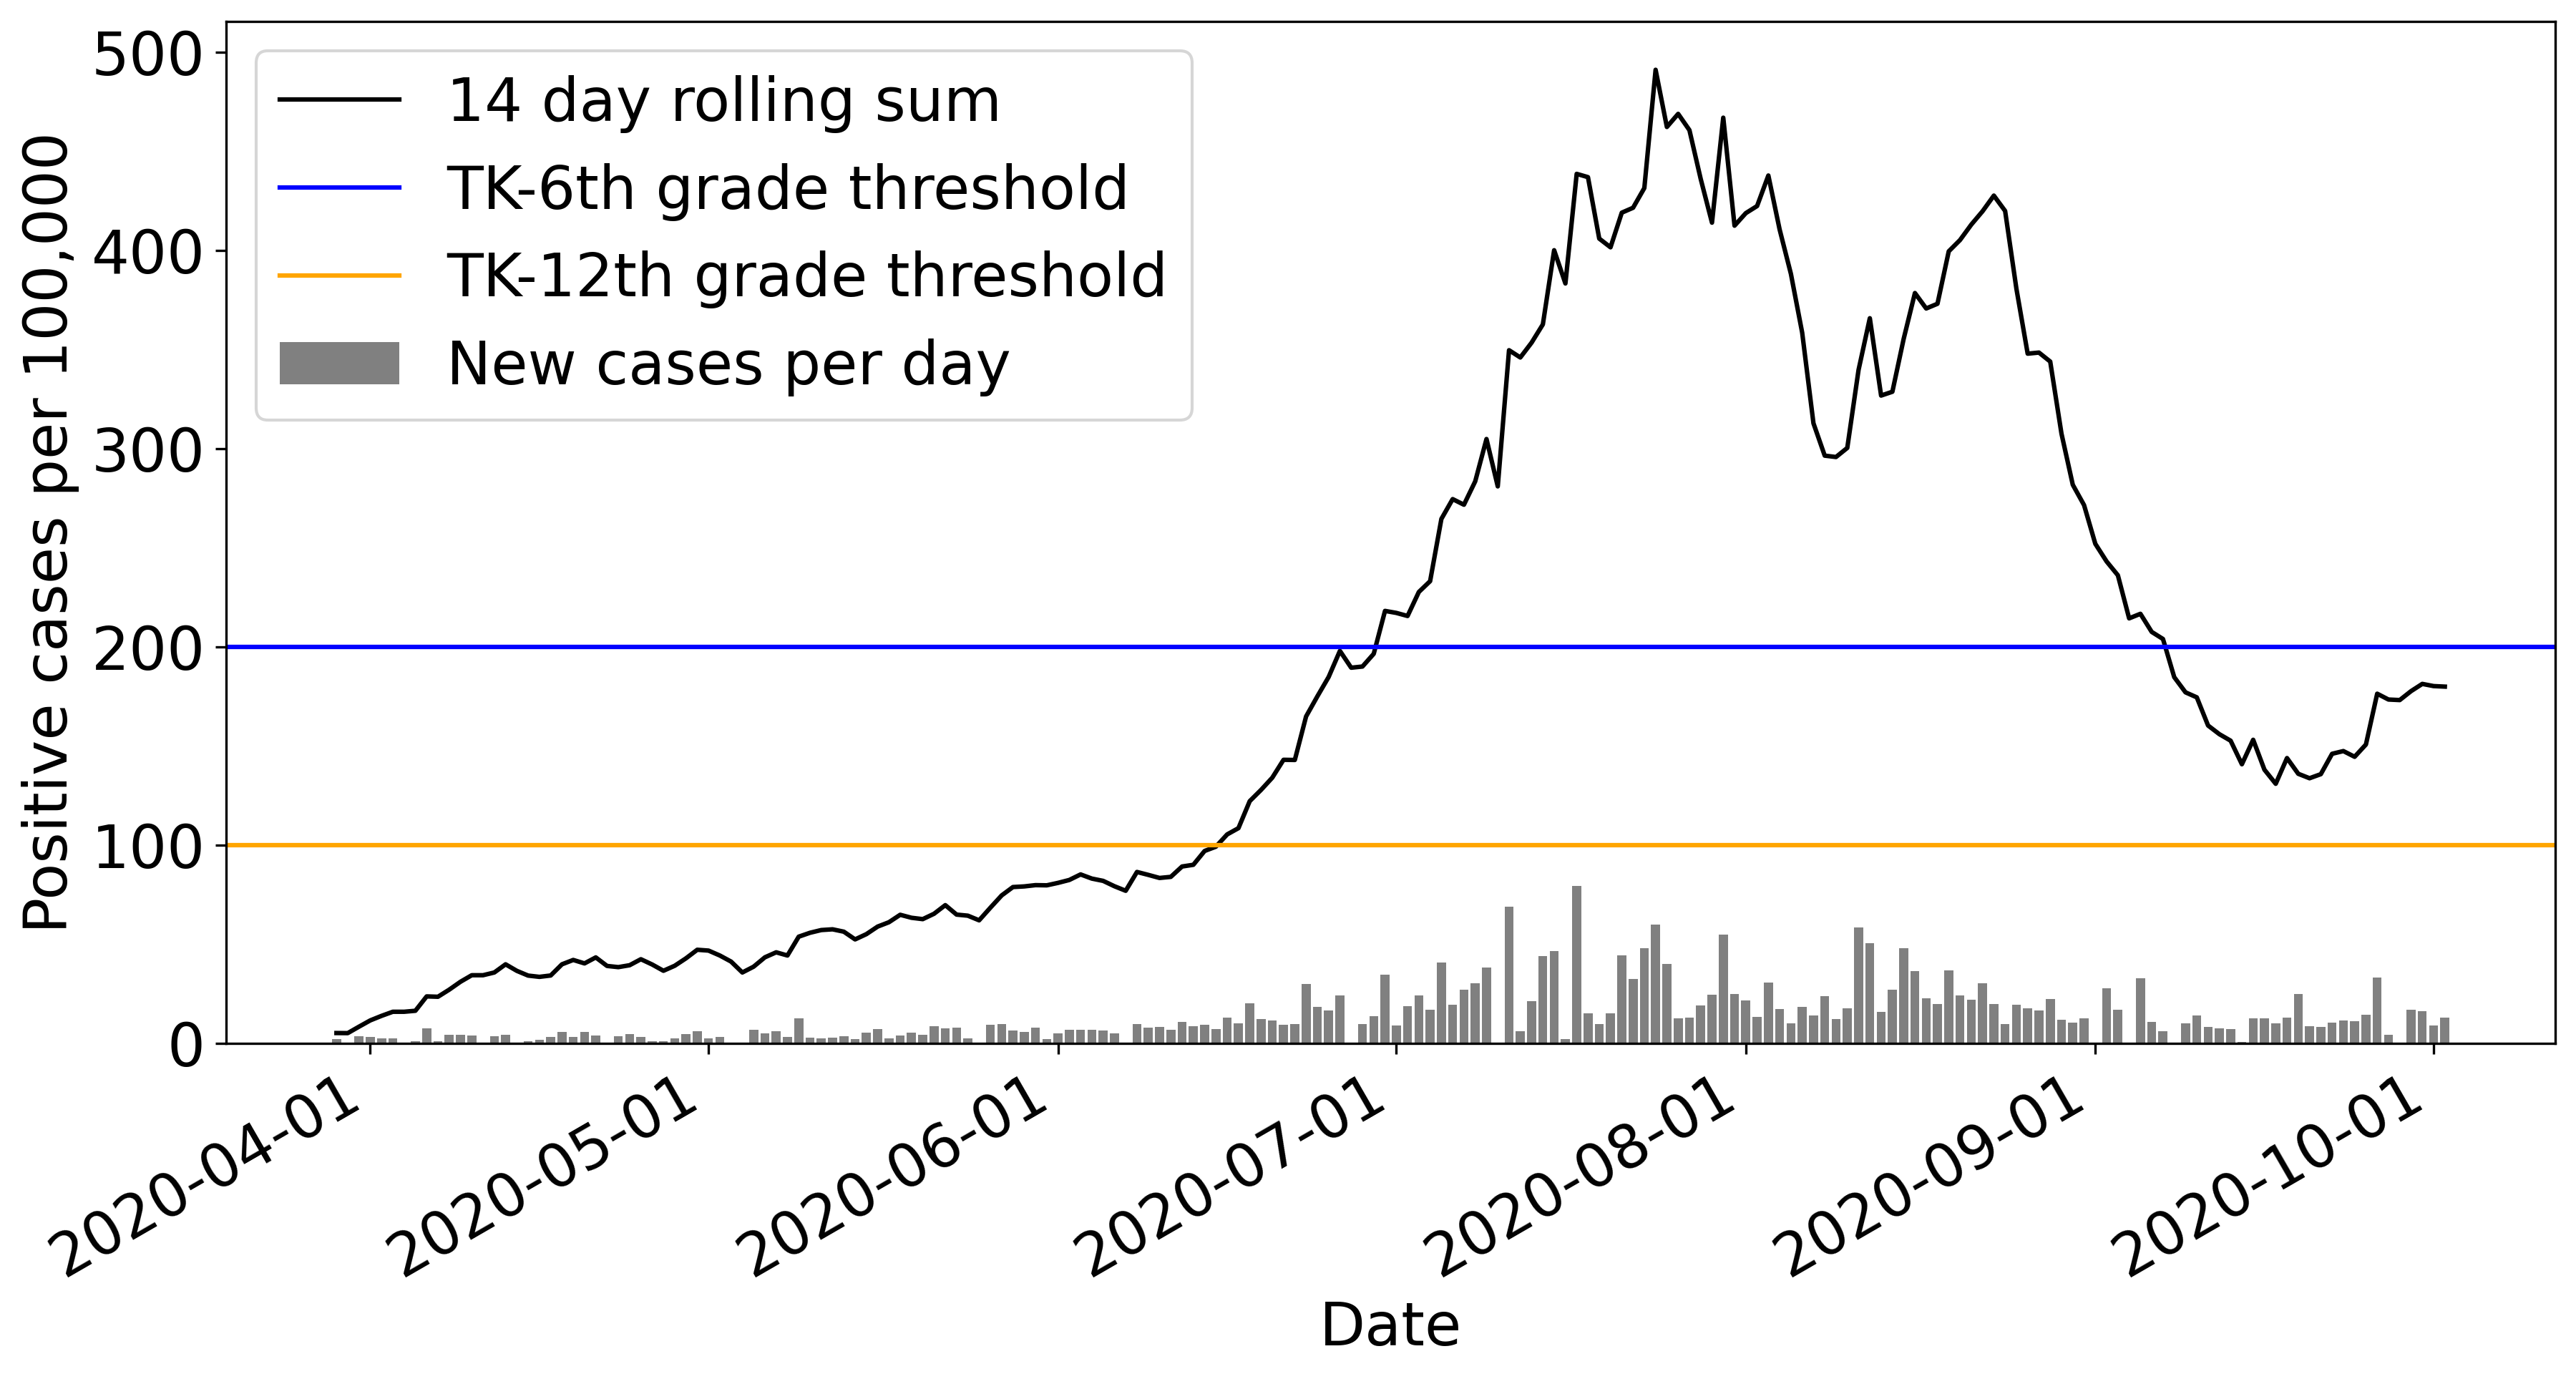 Positive cases per 100,000
500
400
300
200
100
0
14 day rolling sum
TK-6th grade threshold
TK-12th grade threshold
New cases per day
2020-04-01
2020-05-01
2020-06-01
2020-07-01
2020-08-01
2020-09-01
2020-10-01
Date